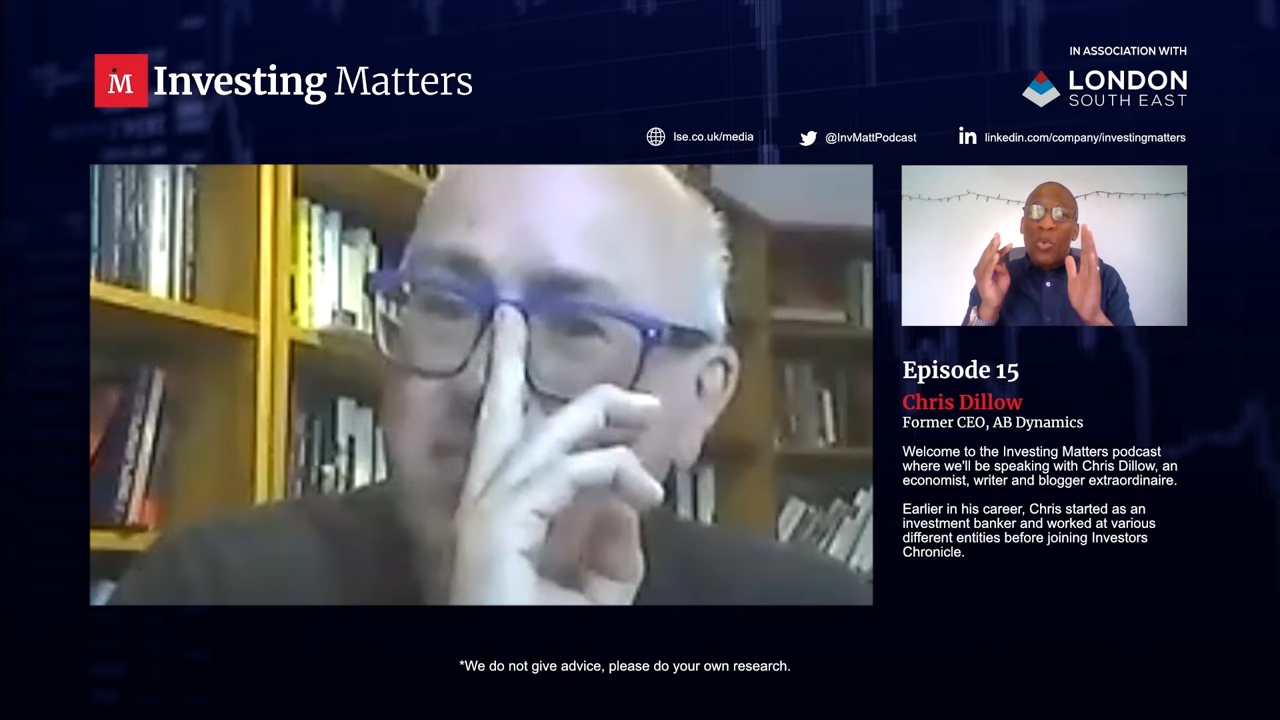 iM Investing Matters
IN ASSOCIATION WITH
LONDON
SOUTH EAST
lse.co.uk/media
@InvMattPodcast
in linkedin.com/company/investingmatters
Episode 15
Chris Dillow
Former CEO, AB Dynamics
Welcome to the Investing Matters podcast
where we'll be speaking with Chris Dillow, an
economist, writer and blogger extraordinaire.
Earlier in his career, Chris started as an
investment banker and worked at various
different entities before joining Investors
Chronicle.
*We do not give advice, please do your own research.